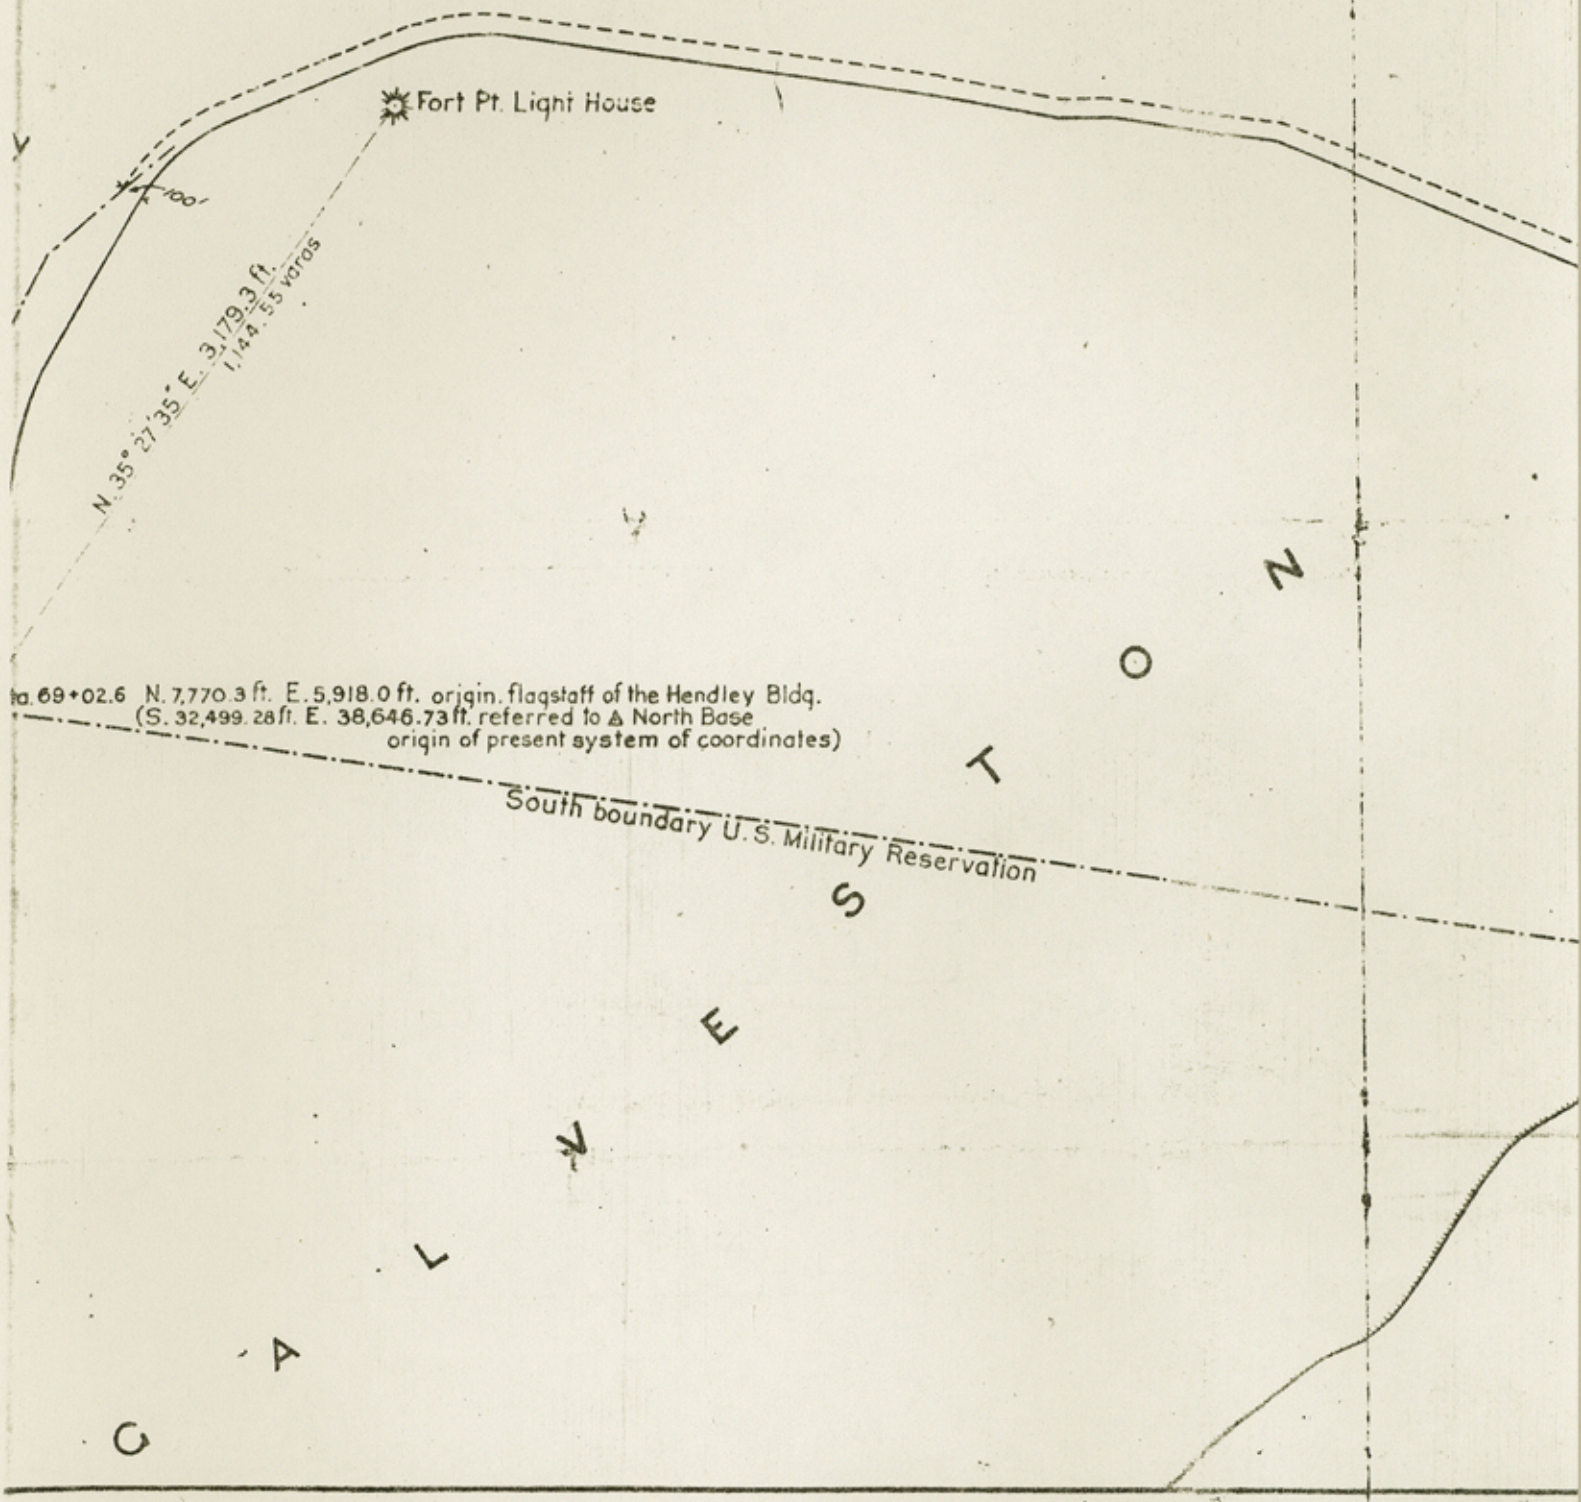 Fort Pt. Light House
100'
N. 35° 27' 35" E. 3,179.3 ft.
1,144.55 varas
69+02.6 N. 7,770.3 ft. E. 5,918.0 ft. origin. flagstaff of the Hendley Bldg.
(S. 32,499.28 ft. E. 38,646.73 ft. referred to △ North Base
origin of present system of coordinates)
South boundary U.S. Military Reservation
GALVESTON